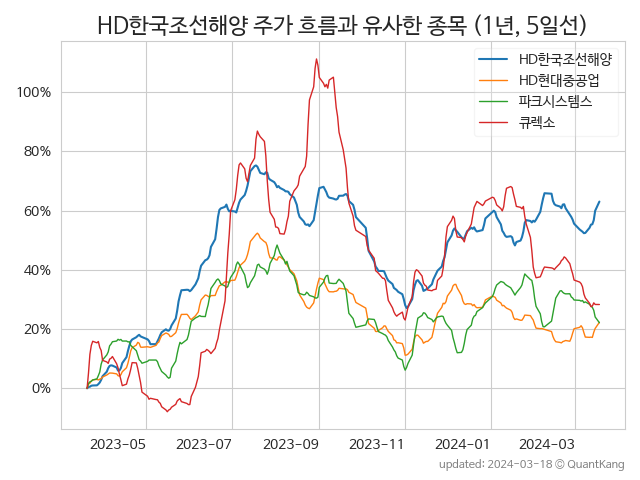 HD한국조선해양 주가 흐름과 유사한 종목 (1년, 5일선)
HD한국조선해양
HD현대중공업
파크시스템스
큐렉소
100%
80%
60%
40%
20%
0%
2023-05 2023-07 2023-09 2023-11 2024-01 2024-03
updated: 2024-03-18 © QuantKang